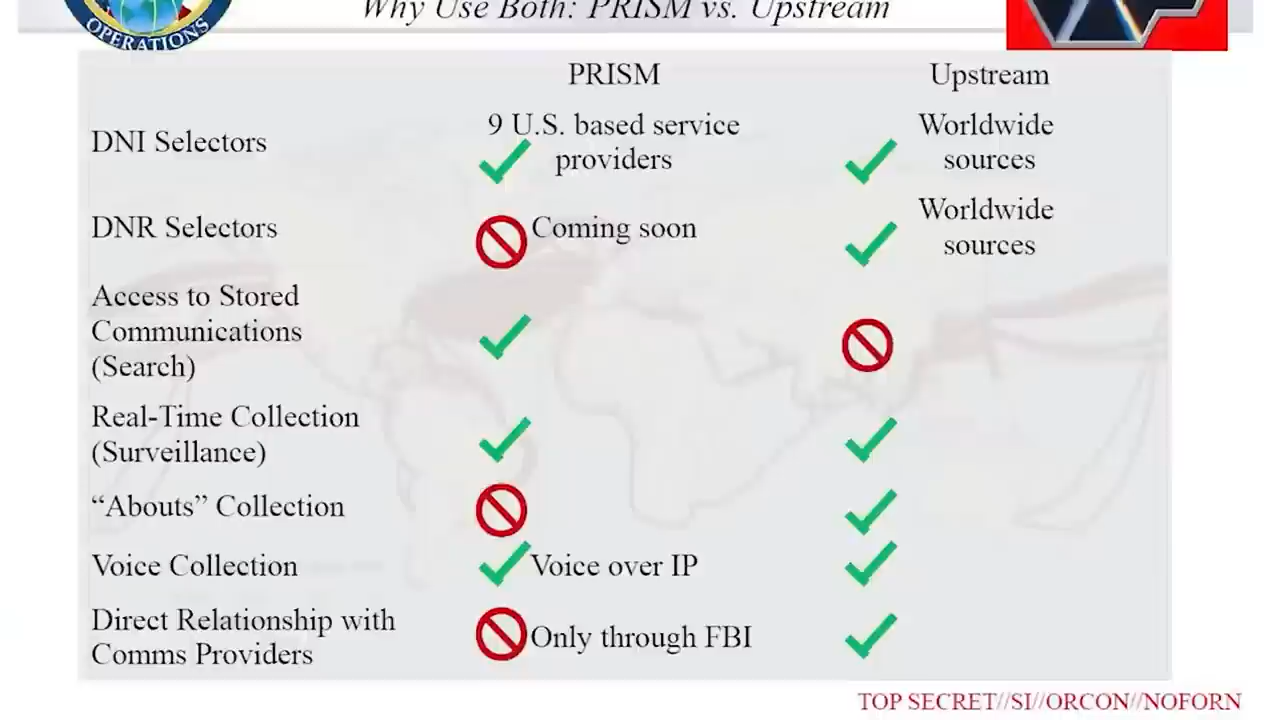 Why Use Both: PRISM vs. Upstream
OPERATIONS
PRISM Upstream
DNI Selectors
9 U.S. based service
providers
Worldwide
sources
DNR Selectors
Coming soon
Worldwide
sources
Access to Stored
Communications
(Search)
Real-Time Collection
(Surveillance)
“Abouts” Collection
Voice Collection
Voice over IP
Direct Relationship with
Comms Providers
Only through FBI
TOP SECRET//SI//ORCON//NOFORN